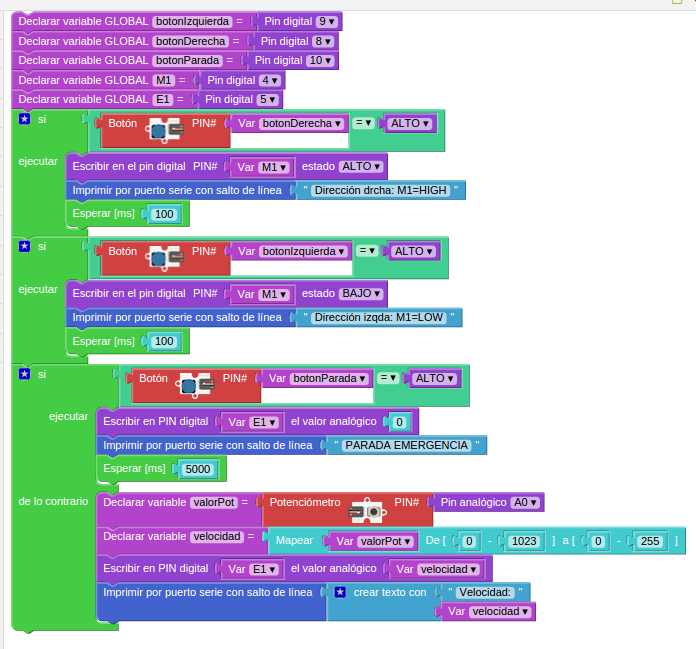 Declarar variable GLOBAL botonIzquierda = Pin digital 9 ▾
Declarar variable GLOBAL botonDerecha = Pin digital 8 ▾
Declarar variable GLOBAL botonParada = Pin digital 10 ▾
Declarar variable GLOBAL M1 = Pin digital 4 ▾
Declarar variable GLOBAL E1 = Pin digital 5 ▾
si Botón PIN# Var botonDerecha ▾ = ▾ ALTO ▾
ejecutar Escribir en el pin digital PIN# Var M1 ▾ estado ALTO ▾
Imprimir por puerto serie con salto de línea " Dirección drcha: M1=HIGH "
Esperar [ms] 100
si Botón PIN# Var botonIzquierda ▾ = ▾ ALTO ▾
ejecutar Escribir en el pin digital PIN# Var M1 ▾ estado BAJO ▾
Imprimir por puerto serie con salto de línea " Dirección izqda: M1=LOW "
Esperar [ms] 100
si Botón PIN# Var botonParada ▾ = ▾ ALTO ▾
ejecutar Escribir en PIN digital Var E1 ▾ el valor analógico 0
Imprimir por puerto serie con salto de línea " PARADA EMERGENCIA "
Esperar [ms] 5000
de lo contrario Declarar variable valorPot = Potenciómetro PIN# Pin analógico A0 ▾
Declarar variable velocidad = Mapear Var valorPot ▾ De [ 0 - 1023 ] a [ 0 - 255 ]
Escribir en PIN digital Var E1 ▾ el valor analógico Var velocidad ▾
Imprimir por puerto serie con salto de línea crear texto con " Velocidad: "
Var velocidad ▾